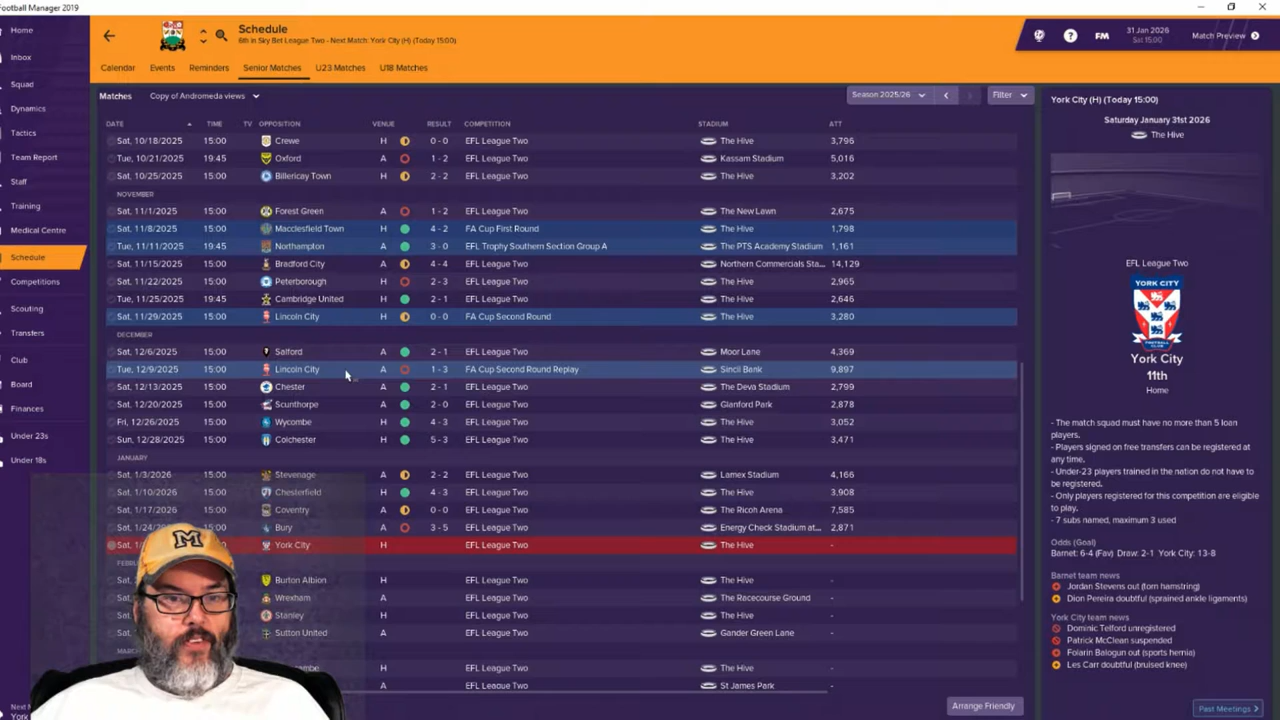 Football Manager 2019
Schedule
6th in Sky Bet League Two - Next Match: York City (H) (Today 15:00)
FM
31 Jan 2026
Sat 15:00
Match Preview
Home
Inbox
Squad
Dynamics
Tactics
Team Report
Staff
Training
Medical Centre
Schedule
Competitions
Scouting
Transfers
Club
Board
Finances
Under 23s
Under 18s
Calendar Events Reminders Senior Matches U23 Matches U18 Matches
Matches Copy of Andromeda views Season 2025/26 Filter
DATE TIME TV OPPOSITION VENUE RESULT COMPETITION STADIUM ATT
Sat, 10/18/2025 15:00 Crewe H 0 - 0 EFL League Two The Hive 3,796
Tue, 10/21/2025 19:45 Oxford A 1 - 2 EFL League Two Kassam Stadium 5,016
Sat, 10/25/2025 15:00 Billericay Town H 2 - 2 EFL League Two The Hive 3,202
NOVEMBER
Sat, 11/1/2025 15:00 Forest Green A 1 - 2 EFL League Two The New Lawn 2,675
Sat, 11/8/2025 15:00 Macclesfield Town H 4 - 2 FA Cup First Round The Hive 1,798
Tue, 11/11/2025 19:45 Northampton A 3 - 0 EFL Trophy Southern Section Group A The PTS Academy Stadium 1,161
Sat, 11/15/2025 15:00 Bradford City A 4 - 4 EFL League Two Northern Commercials Sta... 14,129
Sat, 11/22/2025 15:00 Peterborough H 2 - 3 EFL League Two The Hive 2,965
Tue, 11/25/2025 19:45 Cambridge United H 2 - 1 EFL League Two The Hive 2,646
Sat, 11/29/2025 15:00 Lincoln City H 0 - 0 FA Cup Second Round The Hive 3,280
DECEMBER
Sat, 12/6/2025 15:00 Salford A 2 - 1 EFL League Two Moor Lane 4,369
Tue, 12/9/2025 15:00 Lincoln City A 1 - 3 FA Cup Second Round Replay Sincil Bank 9,897
Sat, 12/13/2025 15:00 Chester A 2 - 1 EFL League Two The Deva Stadium 2,799
Sat, 12/20/2025 15:00 Scunthorpe A 2 - 0 EFL League Two Glanford Park 2,878
Fri, 12/26/2025 15:00 Wycombe H 4 - 3 EFL League Two The Hive 3,052
Sun, 12/28/2025 15:00 Colchester H 5 - 3 EFL League Two The Hive 3,471
JANUARY
Sat, 1/3/2026 15:00 Stevenage A 2 - 2 EFL League Two Lamex Stadium 4,166
Sat, 1/10/2026 15:00 Chesterfield H 4 - 3 EFL League Two The Hive 3,908
Sat, 1/17/2026 15:00 Coventry A 0 - 0 EFL League Two The Ricoh Arena 7,585
Sat, 1/24/ 15:00 Bury A 3 - 5 EFL League Two Energy Check Stadium at... 2,871
Sat, York City H EFL League Two The Hive -
Sat, Burton Albion H EFL League Two The Hive -
Sat, Wrexham A EFL League Two The Racecourse Ground -
Sat, Stanley H EFL League Two The Hive -
Sat, Sutton United A EFL League Two Gander Green Lane -
H EFL League Two The Hive -
A EFL League Two St James Park -
Arrange Friendly
York City (H) (Today 15:00)
Saturday January 31st 2026
The Hive
EFL League Two
YORK CITY
FOOTBALL CLUB
York City
11th
Home
- The match squad must have no more than 5 loan
players.
- Players signed on free transfers can be registered at
any time.
- Under-23 players trained in the nation do not have to
be registered.
- Only players registered for this competition are eligible
to play.
- 7 subs named, maximum 3 used
Odds (Goal)
Barnet: 6-4 (Fav) Draw: 2-1 York City: 13-8
Barnet team news
Jordan Stevens out (torn hamstring)
Dion Pereira doubtful (sprained ankle ligaments)
York City team news
Dominic Telford unregistered
Patrick McClean suspended
Folarin Balogun out (sports hernia)
Les Carr doubtful (bruised knee)
Past Meetings
M
York